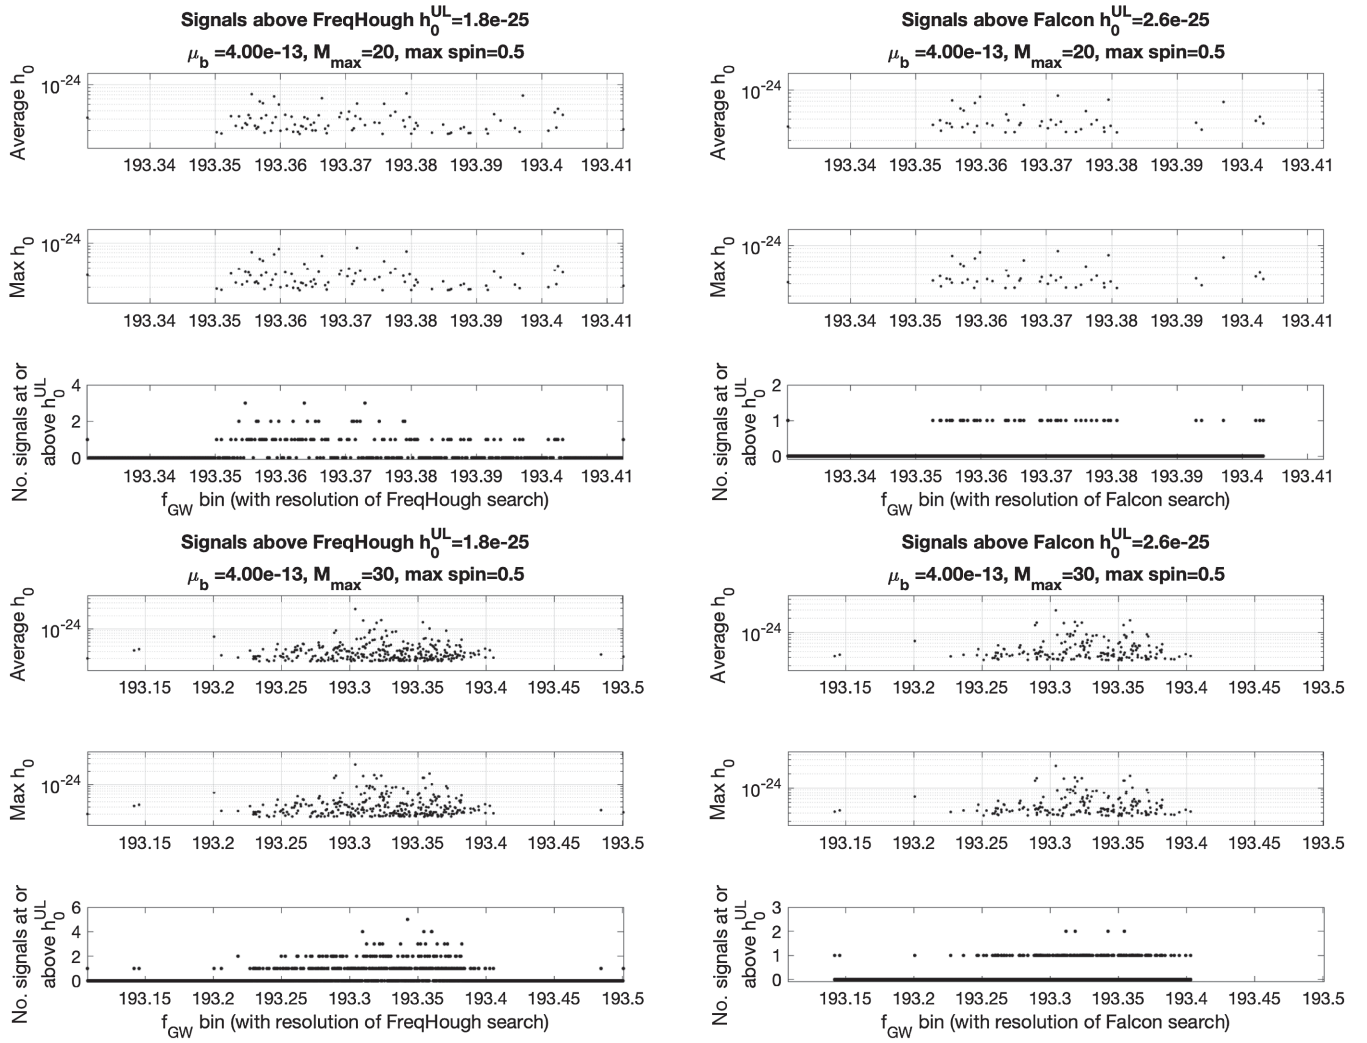 Signals above FreqHough h₀ᵁᴸ=1.8e-25
μ_b =4.00e-13, M_max=20, max spin=0.5
Average h₀
10⁻²⁴
193.34 193.35 193.36 193.37 193.38 193.39 193.4 193.41
Max h₀
10⁻²⁴
193.34 193.35 193.36 193.37 193.38 193.39 193.4 193.41
No. signals at or
above h₀ᵁᴸ
4
2
0
193.34 193.35 193.36 193.37 193.38 193.39 193.4 193.41
f_GW bin (with resolution of FreqHough search)
Signals above Falcon h₀ᵁᴸ=2.6e-25
μ_b =4.00e-13, M_max=20, max spin=0.5
Average h₀
10⁻²⁴
193.34 193.35 193.36 193.37 193.38 193.39 193.4 193.41
Max h₀
10⁻²⁴
193.34 193.35 193.36 193.37 193.38 193.39 193.4 193.41
No. signals at or
above h₀ᵁᴸ
2
1
0
193.34 193.35 193.36 193.37 193.38 193.39 193.4 193.41
f_GW bin (with resolution of Falcon search)
Signals above FreqHough h₀ᵁᴸ=1.8e-25
μ_b =4.00e-13, M_max=30, max spin=0.5
Average h₀
10⁻²⁴
193.15 193.2 193.25 193.3 193.35 193.4 193.45 193.5
Max h₀
10⁻²⁴
193.15 193.2 193.25 193.3 193.35 193.4 193.45 193.5
No. signals at or
above h₀ᵁᴸ
6
4
2
0
193.15 193.2 193.25 193.3 193.35 193.4 193.45 193.5
f_GW bin (with resolution of FreqHough search)
Signals above Falcon h₀ᵁᴸ=2.6e-25
μ_b =4.00e-13, M_max=30, max spin=0.5
Average h₀
10⁻²⁴
193.15 193.2 193.25 193.3 193.35 193.4 193.45 193.5
Max h₀
10⁻²⁴
193.15 193.2 193.25 193.3 193.35 193.4 193.45 193.5
No. signals at or
above h₀ᵁᴸ
3
2
1
0
193.15 193.2 193.25 193.3 193.35 193.4 193.45 193.5
f_GW bin (with resolution of Falcon search)